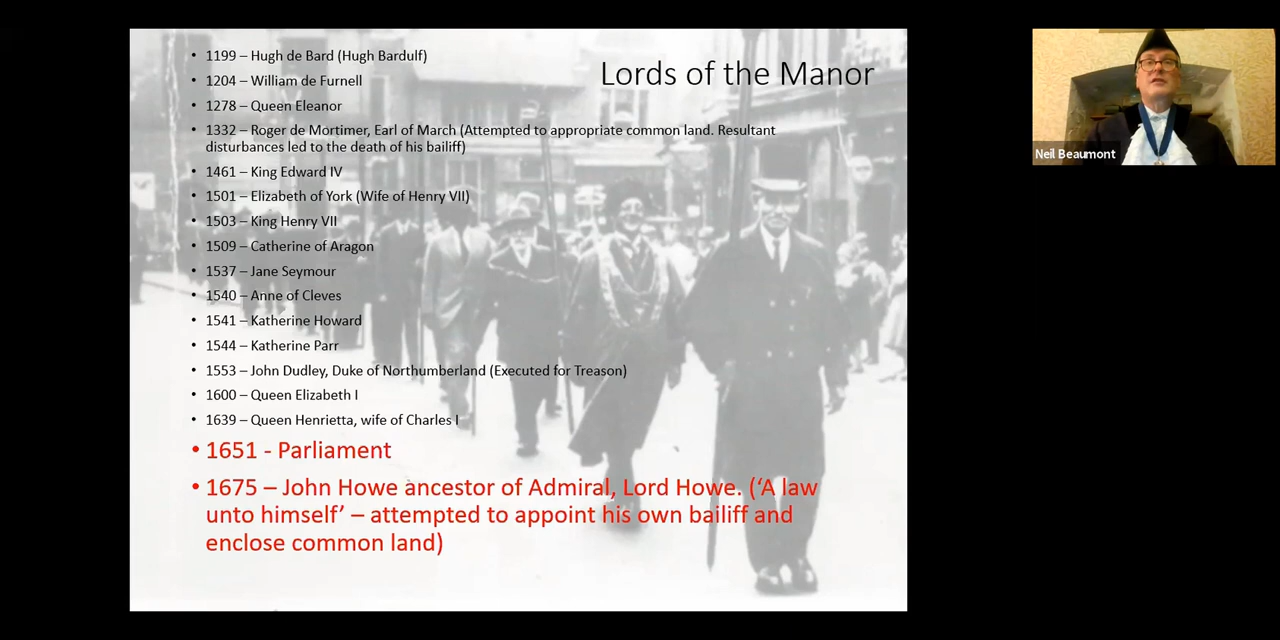 Lords of the Manor
• 1199 – Hugh de Bard (Hugh Bardulf)
• 1204 – William de Furnell
• 1278 – Queen Eleanor
• 1332 – Roger de Mortimer, Earl of March (Attempted to appropriate common land. Resultant
disturbances led to the death of his bailiff)
• 1461 – King Edward IV
• 1501 – Elizabeth of York (Wife of Henry VII)
• 1503 – King Henry VII
• 1509 – Catherine of Aragon
• 1537 – Jane Seymour
• 1540 – Anne of Cleves
• 1541 – Katherine Howard
• 1544 – Katherine Parr
• 1553 – John Dudley, Duke of Northumberland (Executed for Treason)
• 1600 – Queen Elizabeth I
• 1639 – Queen Henrietta, wife of Charles I
• 1651 - Parliament
• 1675 – John Howe ancestor of Admiral, Lord Howe. (‘A law
unto himself’ – attempted to appoint his own bailiff and
enclose common land)
Neil Beaumont